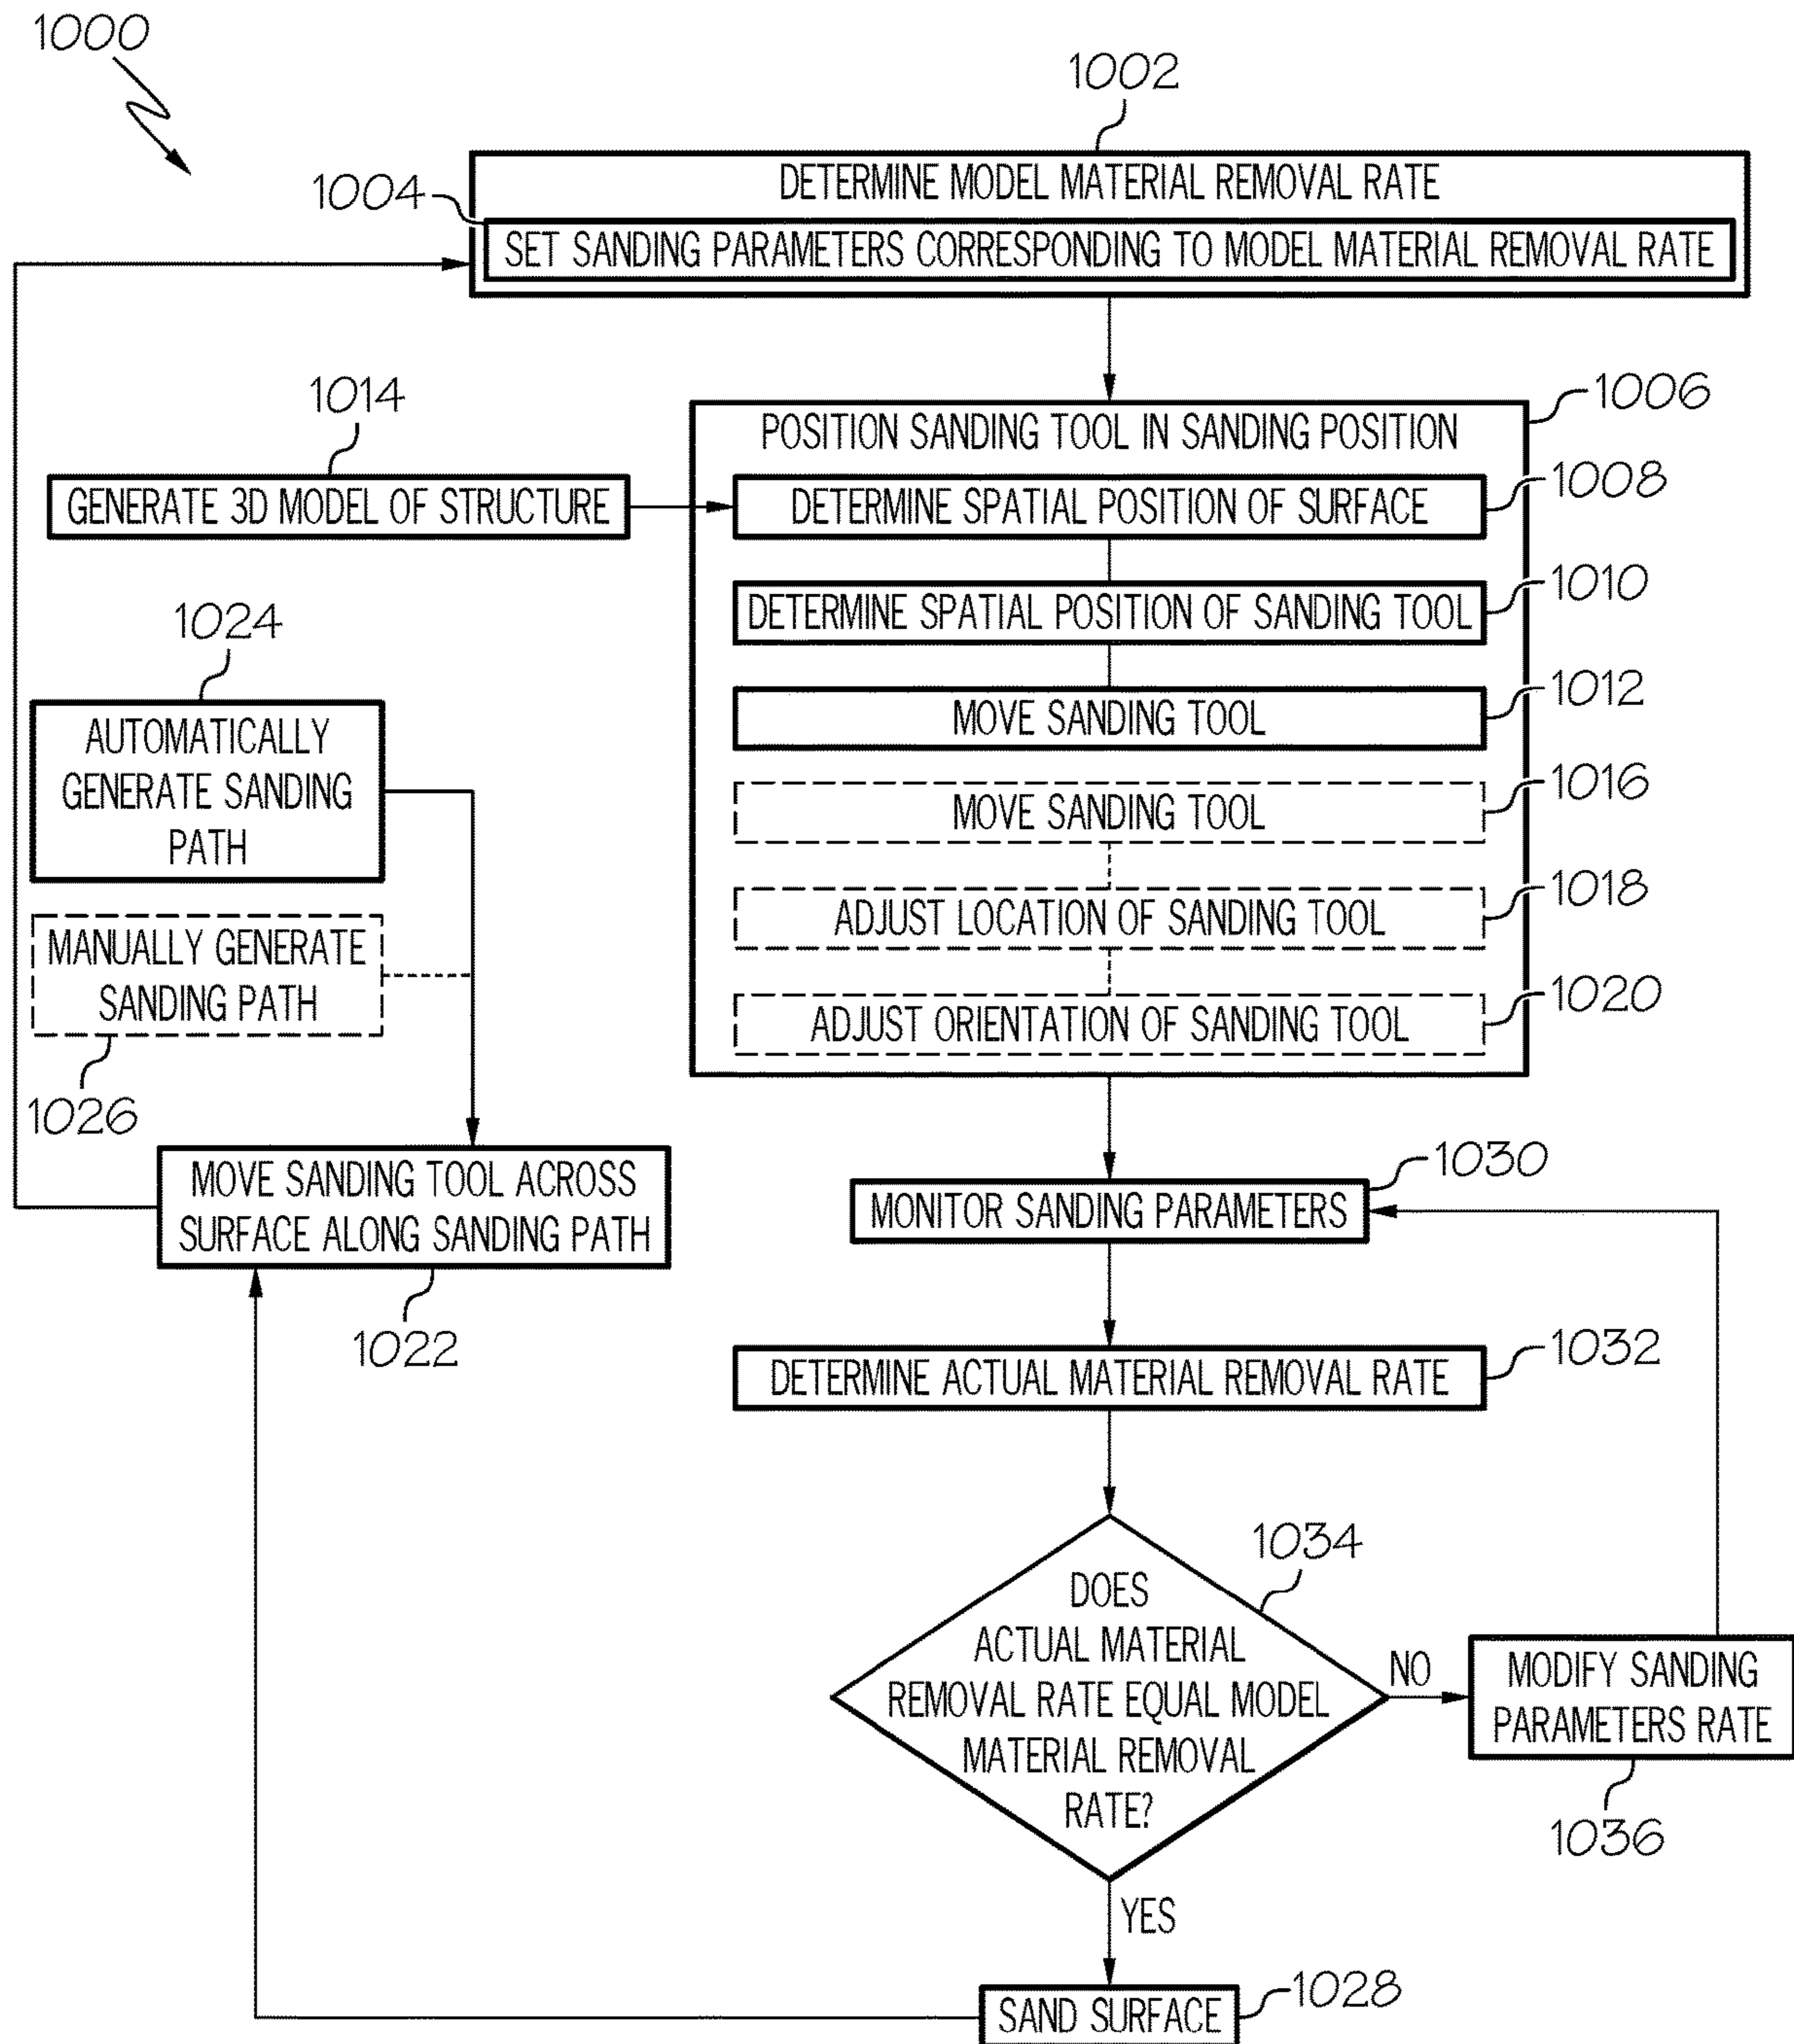 1000
1002
DETERMINE MODEL MATERIAL REMOVAL RATE
1004
SET SANDING PARAMETERS CORRESPONDING TO MODEL MATERIAL REMOVAL RATE
1006
POSITION SANDING TOOL IN SANDING POSITION
1014
GENERATE 3D MODEL OF STRUCTURE
1008
DETERMINE SPATIAL POSITION OF SURFACE
1010
DETERMINE SPATIAL POSITION OF SANDING TOOL
1012
MOVE SANDING TOOL
1016
MOVE SANDING TOOL
1018
ADJUST LOCATION OF SANDING TOOL
1020
ADJUST ORIENTATION OF SANDING TOOL
1024
AUTOMATICALLY
GENERATE SANDING
PATH
MANUALLY GENERATE
SANDING PATH
1026
MOVE SANDING TOOL ACROSS
SURFACE ALONG SANDING PATH
1022
1030
MONITOR SANDING PARAMETERS
1032
DETERMINE ACTUAL MATERIAL REMOVAL RATE
1034
DOES
ACTUAL MATERIAL
REMOVAL RATE EQUAL MODEL
MATERIAL REMOVAL
RATE?
NO
MODIFY SANDING
PARAMETERS RATE
1036
YES
1028
SAND SURFACE